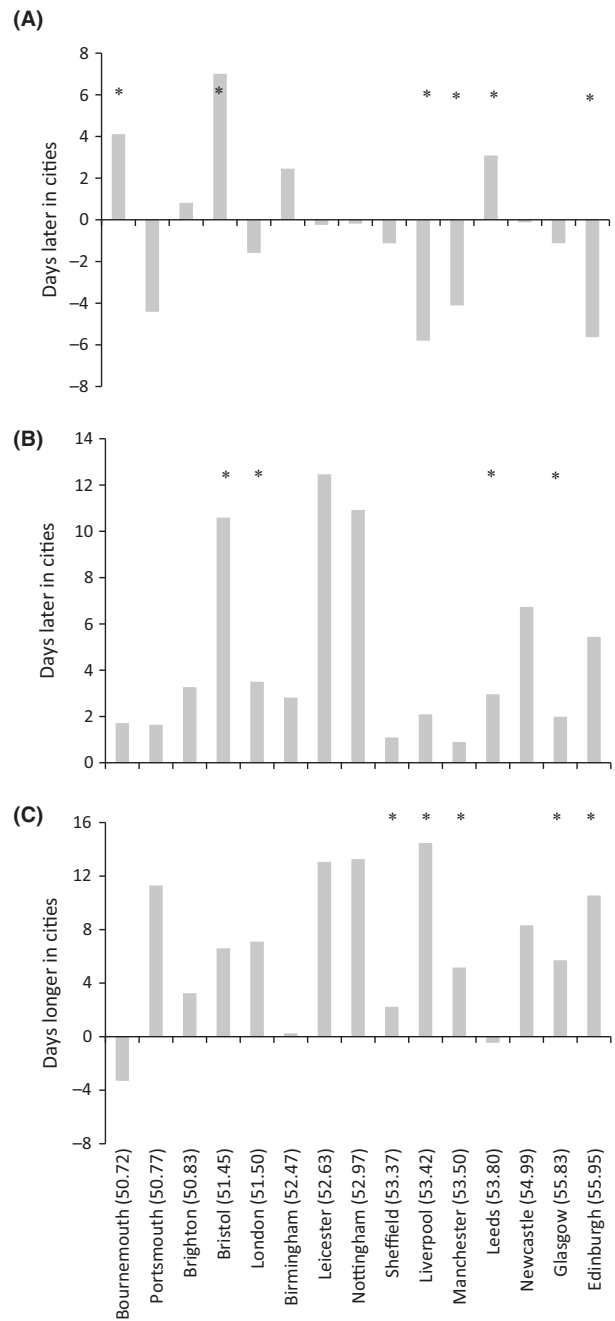 (A)
Days later in cities
8
6
4
2
0
−2
−4
−6
−8
* * * * * *
(B)
Days later in cities
14
12
10
8
6
4
2
0
* * * *
(C)
Days longer in cities
16
12
8
4
0
−4
−8
* * * * *
Bournemouth (50.72)
Portsmouth (50.77)
Brighton (50.83)
Bristol (51.45)
London (51.50)
Birmingham (52.47)
Leicester (52.63)
Nottingham (52.97)
Sheffield (53.37)
Liverpool (53.42)
Manchester (53.50)
Leeds (53.80)
Newcastle (54.99)
Glasgow (55.83)
Edinburgh (55.95)